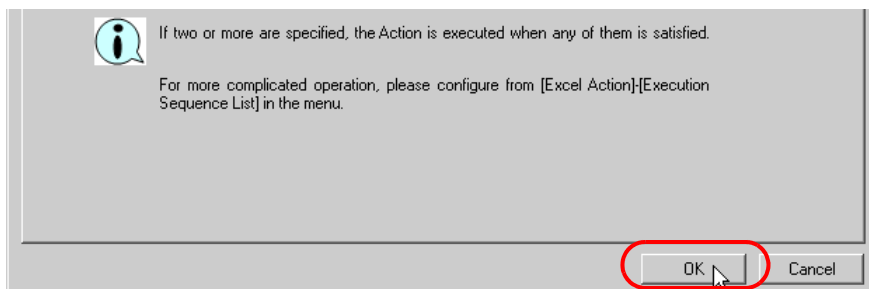 If two or more are specified, the Action is executed when any of them is satisfied.
For more complicated operation, please configure from [Excel Action]-[Execution
Sequence List] in the menu.
OK
Cancel